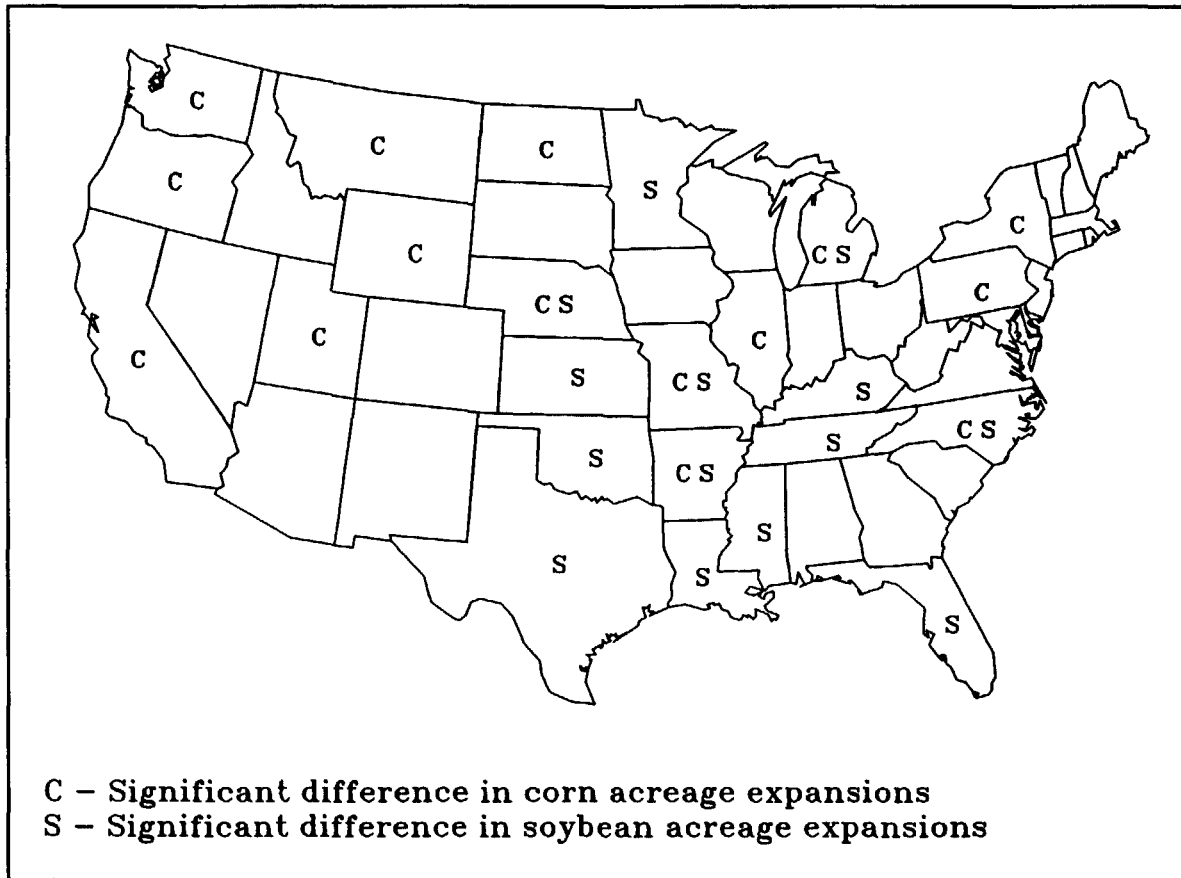 C
C
C
C
S
C
C
C S
C
C S
C
C
C
C
S
C S
S
S
C S
S
S
C S
S
S
S
S
C – Significant difference in corn acreage expansions
S – Significant difference in soybean acreage expansions